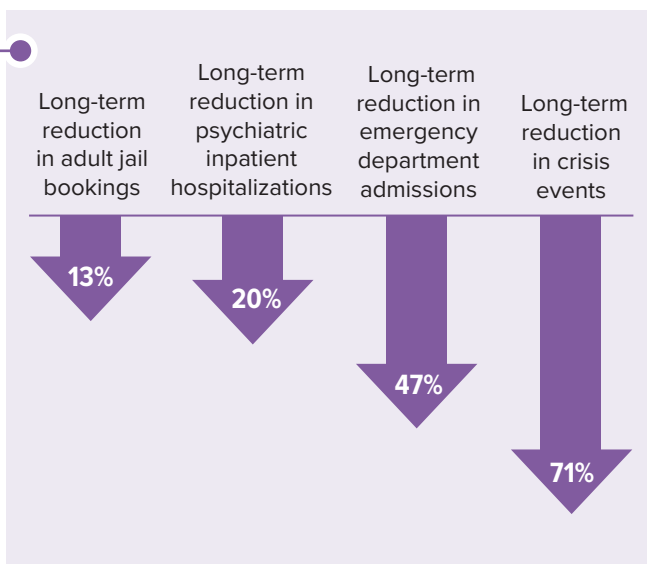 Long-term
reduction
in adult jail
bookings
13%
Long-term
reduction in
psychiatric
inpatient
hospitalizations
20%
Long-term
reduction in
emergency
department
admissions
47%
Long-term
reduction
in crisis
events
71%